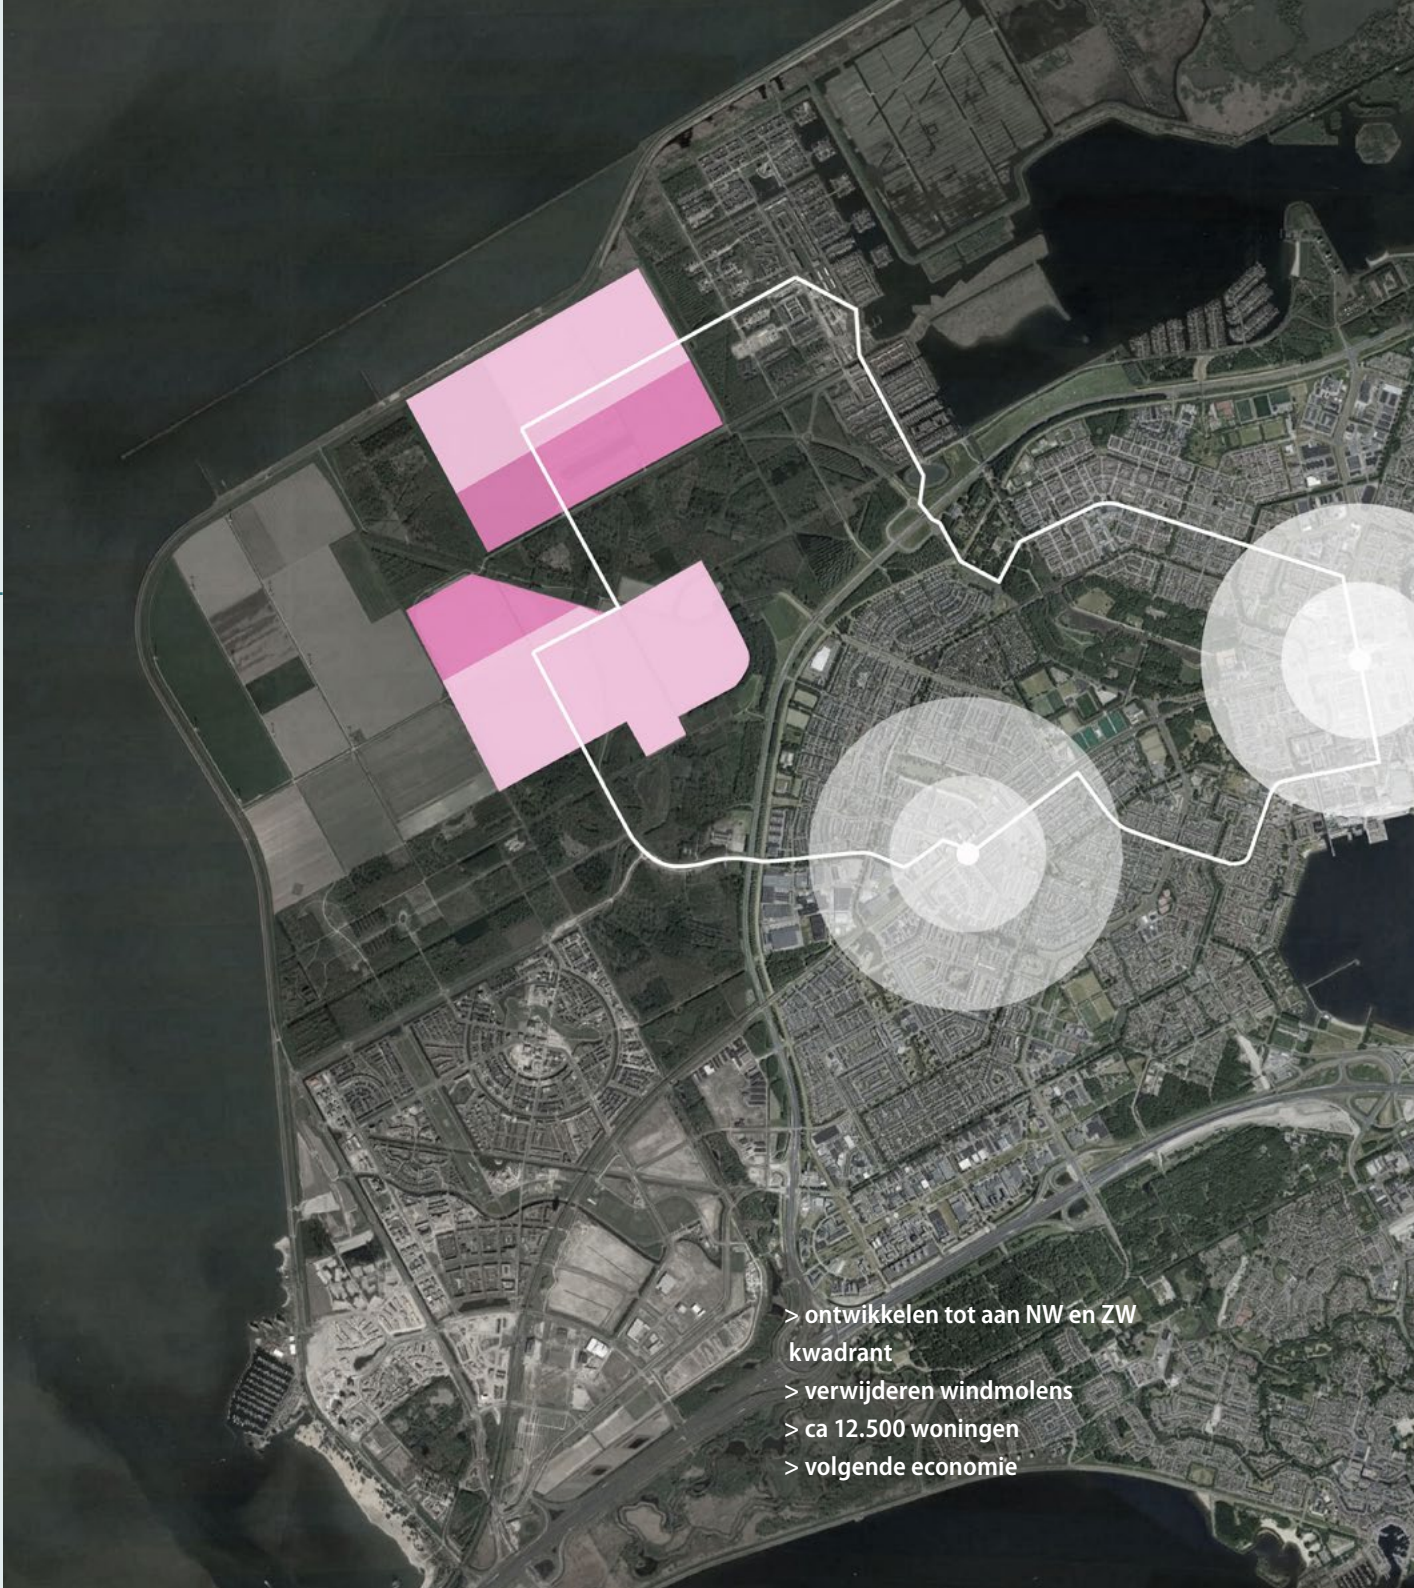 > ontwikkelen tot aan NW en ZW
kwadrant
> verwijderen windmolens
> ca 12.500 woningen
> volgende economie